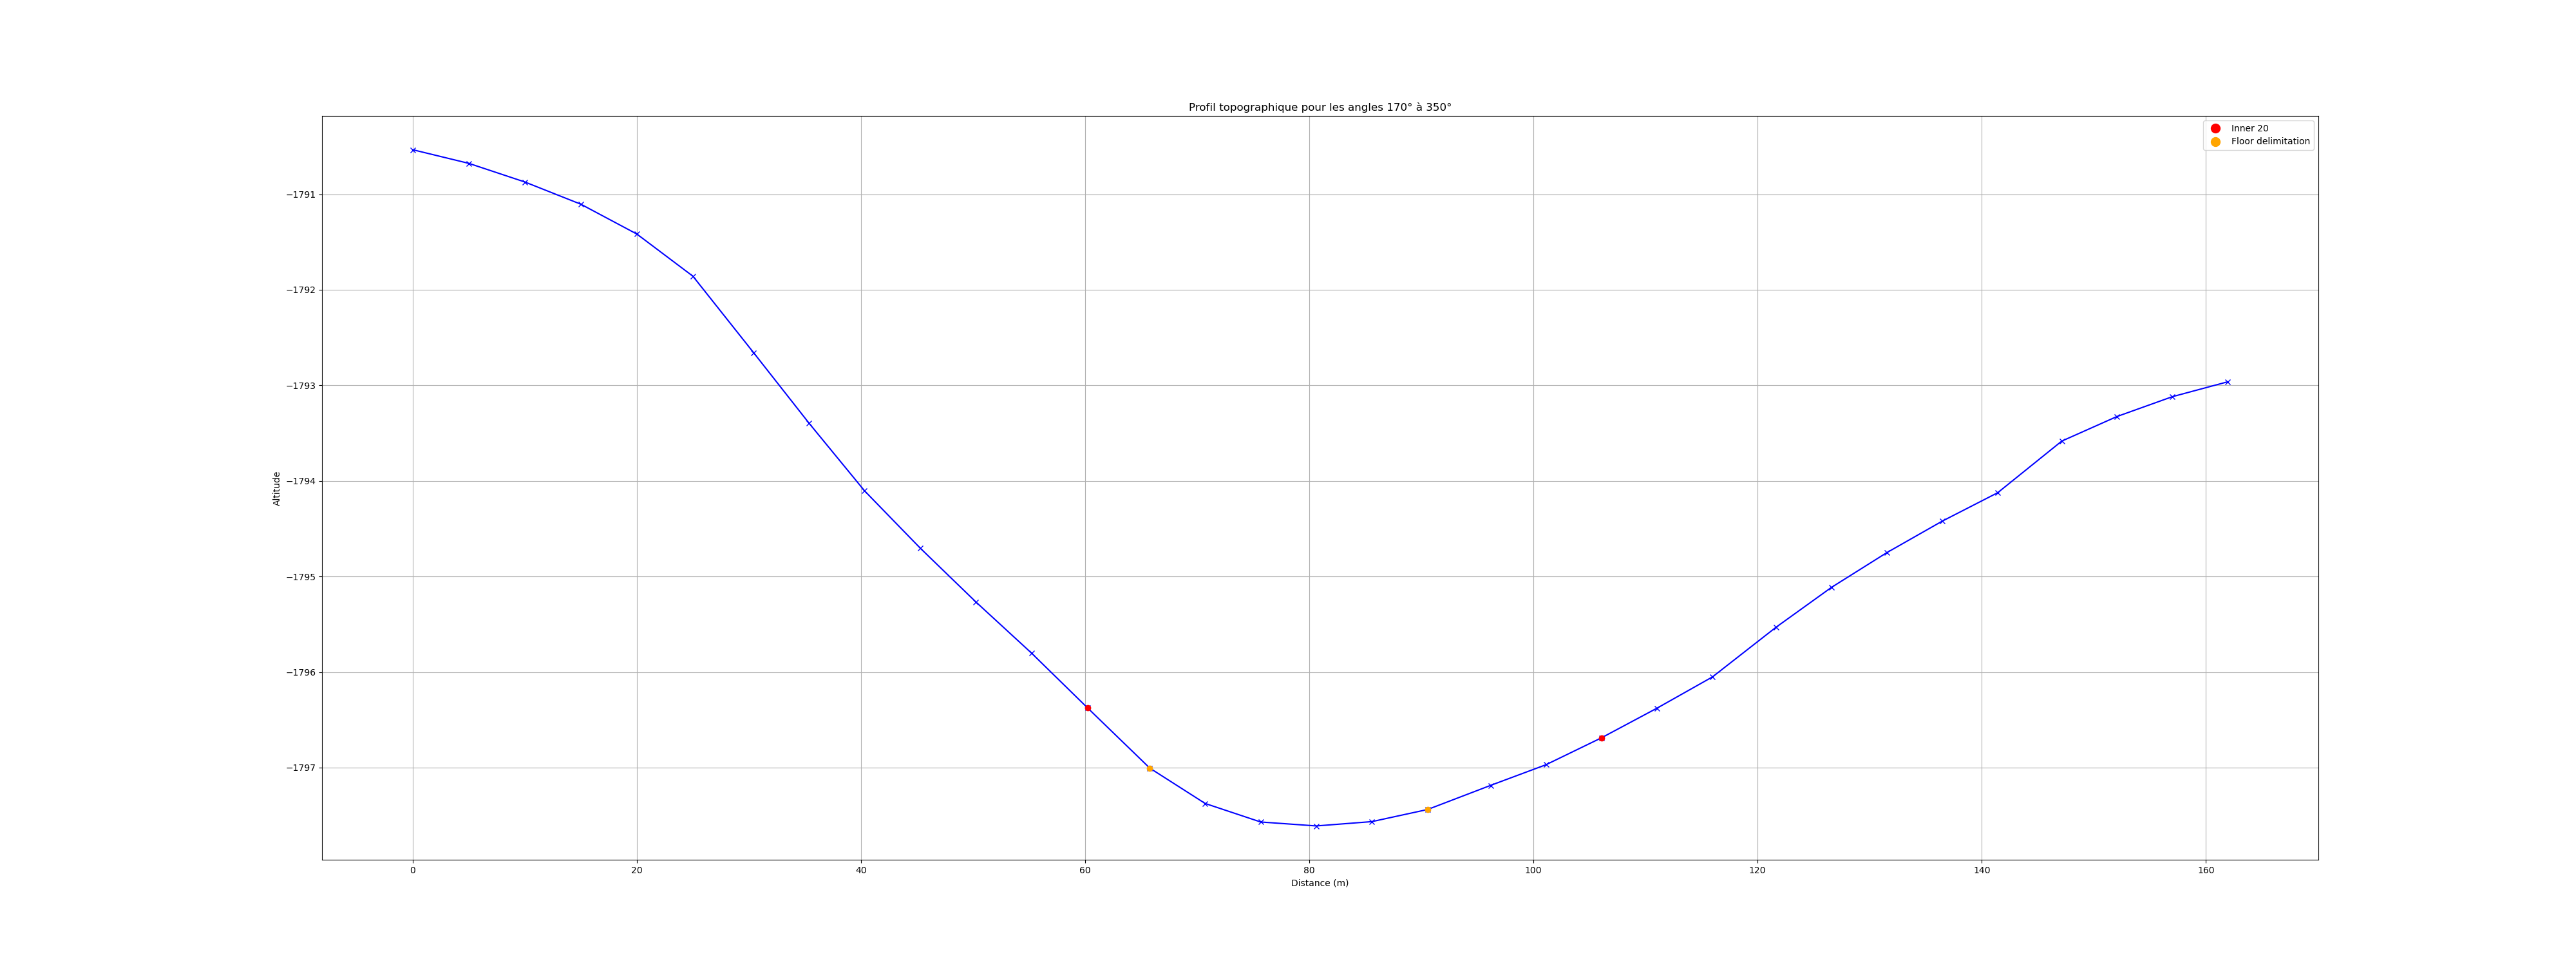 Profil topographique pour les angles 170° à 350°
Inner 20
Floor delimitation
−1791
−1792
−1793
−1794
−1795
−1796
−1797
Altitude
0 20 40 60 80 100 120 140 160
Distance (m)